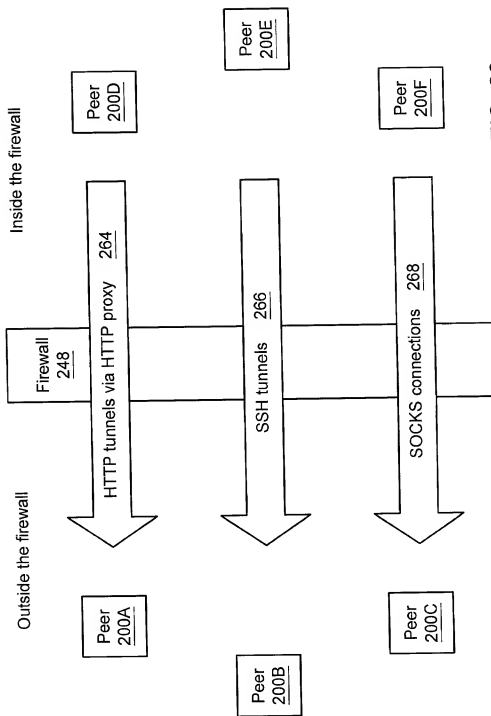 Outside the firewall
Inside the firewall
Firewall
248
Peer
200A
HTTP tunnels via HTTP proxy 264
Peer
200D
Peer
200B
SSH tunnels 266
Peer
200E
Peer
200C
SOCKS connections 268
Peer
200F